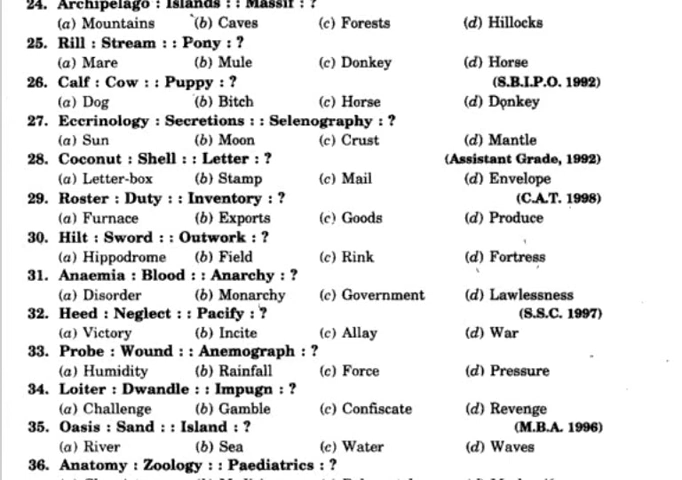 24. Archipelago : Islands : : Massif : ?
(a) Mountains (b) Caves (c) Forests (d) Hillocks
25. Rill : Stream : : Pony : ?
(a) Mare (b) Mule (c) Donkey (d) Horse
26. Calf : Cow : : Puppy : ? (S.B.I.P.O. 1992)
(a) Dog (b) Bitch (c) Horse (d) Donkey
27. Eccrinology : Secretions : : Selenography : ?
(a) Sun (b) Moon (c) Crust (d) Mantle
28. Coconut : Shell : : Letter : ? (Assistant Grade, 1992)
(a) Letter-box (b) Stamp (c) Mail (d) Envelope
29. Roster : Duty : : Inventory : ? (C.A.T. 1998)
(a) Furnace (b) Exports (c) Goods (d) Produce
30. Hilt : Sword : : Outwork : ?
(a) Hippodrome (b) Field (c) Rink (d) Fortress
31. Anaemia : Blood : : Anarchy : ?
(a) Disorder (b) Monarchy (c) Government (d) Lawlessness
32. Heed : Neglect : : Pacify : ? (S.S.C. 1997)
(a) Victory (b) Incite (c) Allay (d) War
33. Probe : Wound : : Anemograph : ?
(a) Humidity (b) Rainfall (c) Force (d) Pressure
34. Loiter : Dwandle : : Impugn : ?
(a) Challenge (b) Gamble (c) Confiscate (d) Revenge
35. Oasis : Sand : : Island : ? (M.B.A. 1996)
(a) River (b) Sea (c) Water (d) Waves
36. Anatomy : Zoology : : Paediatrics : ?